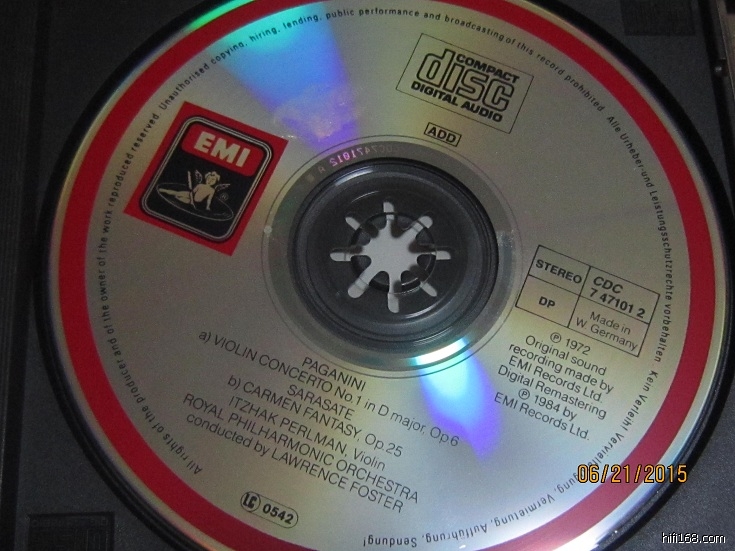 All rights of the producer and of the owner of the work reproduced reserved. Unauthorised copying, hiring, lending, public performance and broadcasting of this record prohibited. Alle Urheber-und Leistungsschutzrechte vorbehalten Kein Verleih! Keine Vermietung, Aufführung, Sendung!
COMPACT
disc
DIGITAL AUDIO
ADD
EMI
STEREO
DP
CDC
7 47101 2
Made in
W. Germany
℗ 1972
Original sound
recording made by
EMI Records Ltd.
Digital Remastering
℗ 1984 by
EMI Records Ltd.
PAGANINI
a) VIOLIN CONCERTO No.1 in D major, Op.6
SARASATE
b) CARMEN FANTASY, Op.25
ITZHAK PERLMAN, Violin
ROYAL PHILHARMONIC ORCHESTRA
conducted by LAWRENCE FOSTER
LC 0542
06/21/2015
hifi168.com